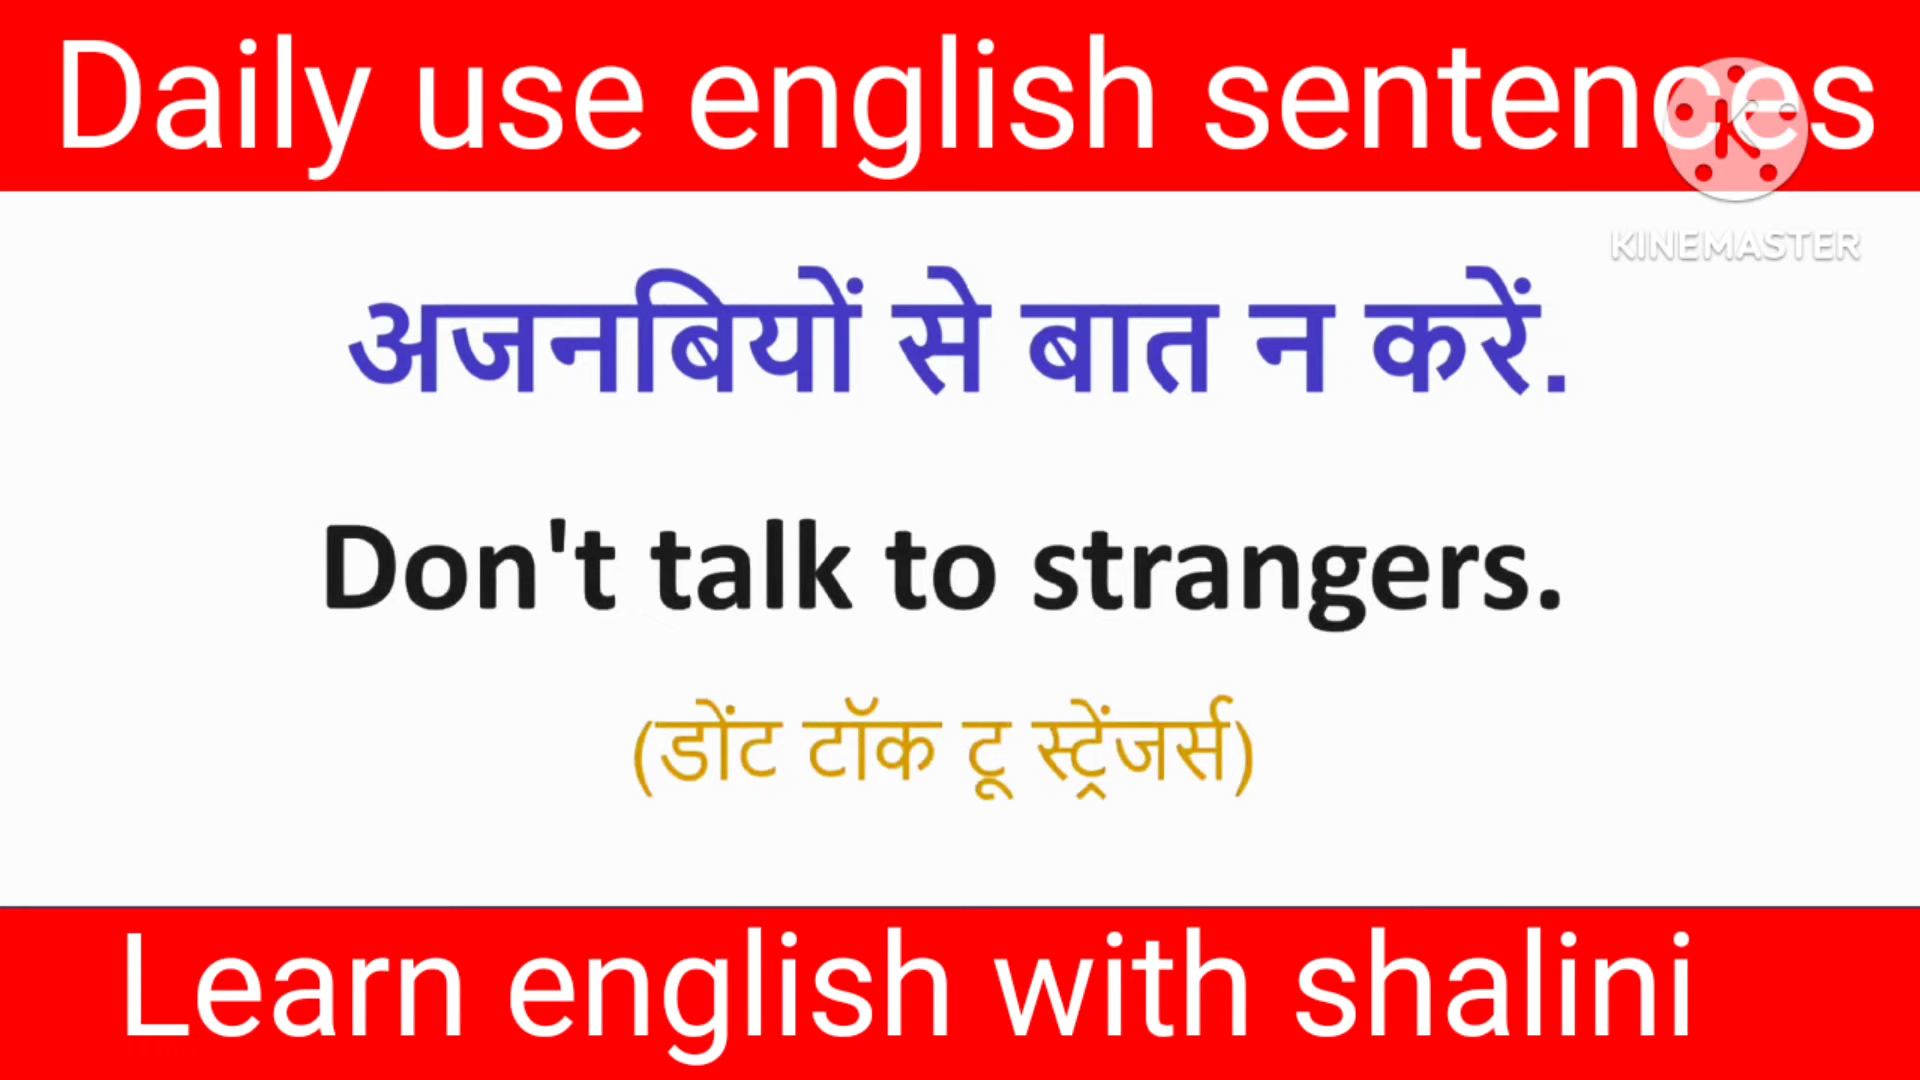 Daily use english sentences
KINEMASTER
अजनबियों से बात न करें.
Don't talk to strangers.
(डोंट टॉक टू स्ट्रेंजर्स)
Learn english with shalini